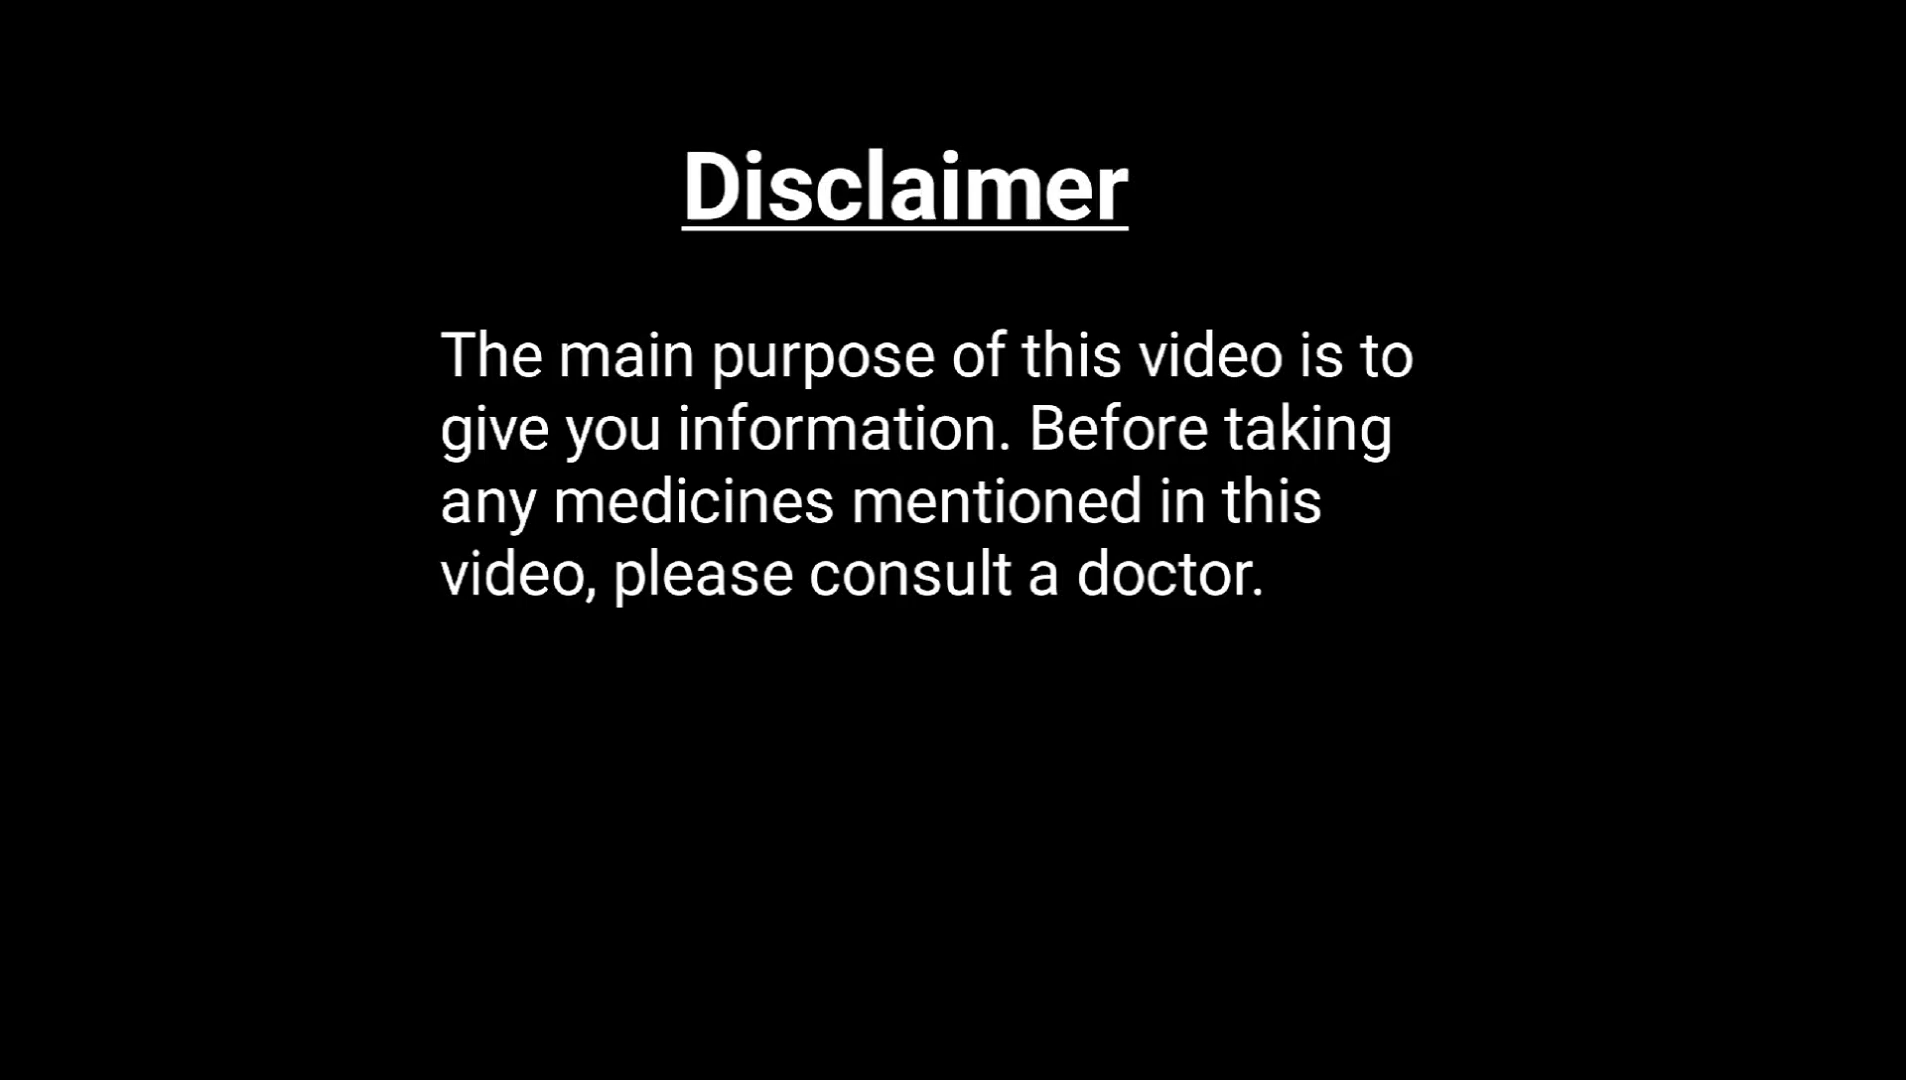 Disclaimer
The main purpose of this video is to
give you information. Before taking
any medicines mentioned in this
video, please consult a doctor.